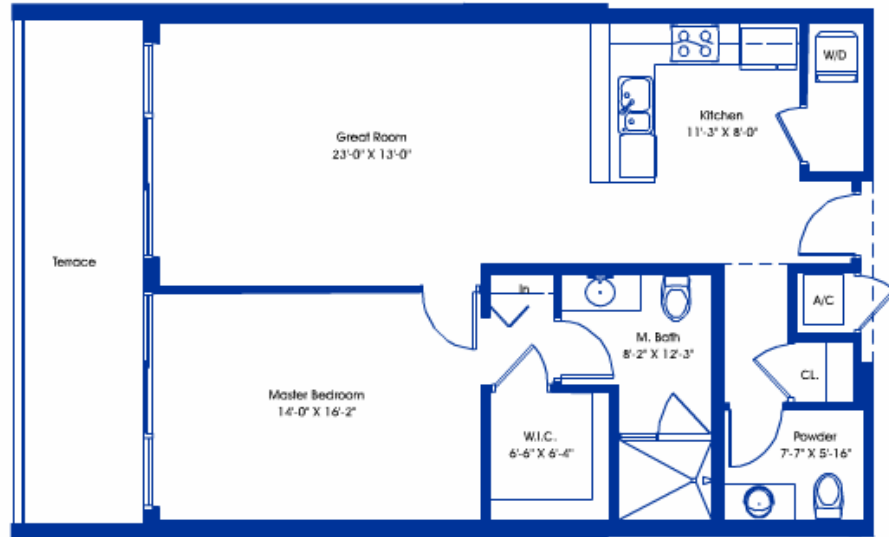 W/D
Kitchen
11'-3" X 8'-0"
Great Room
23'-0" X 13'-0"
Terrace
In
A/C
M. Bath
8'-2" X 12'-3"
CL.
Master Bedroom
14'-0" X 16'-2"
W.I.C.
6'-6" X 6'-4"
Powder
7'-7" X 5'-16"